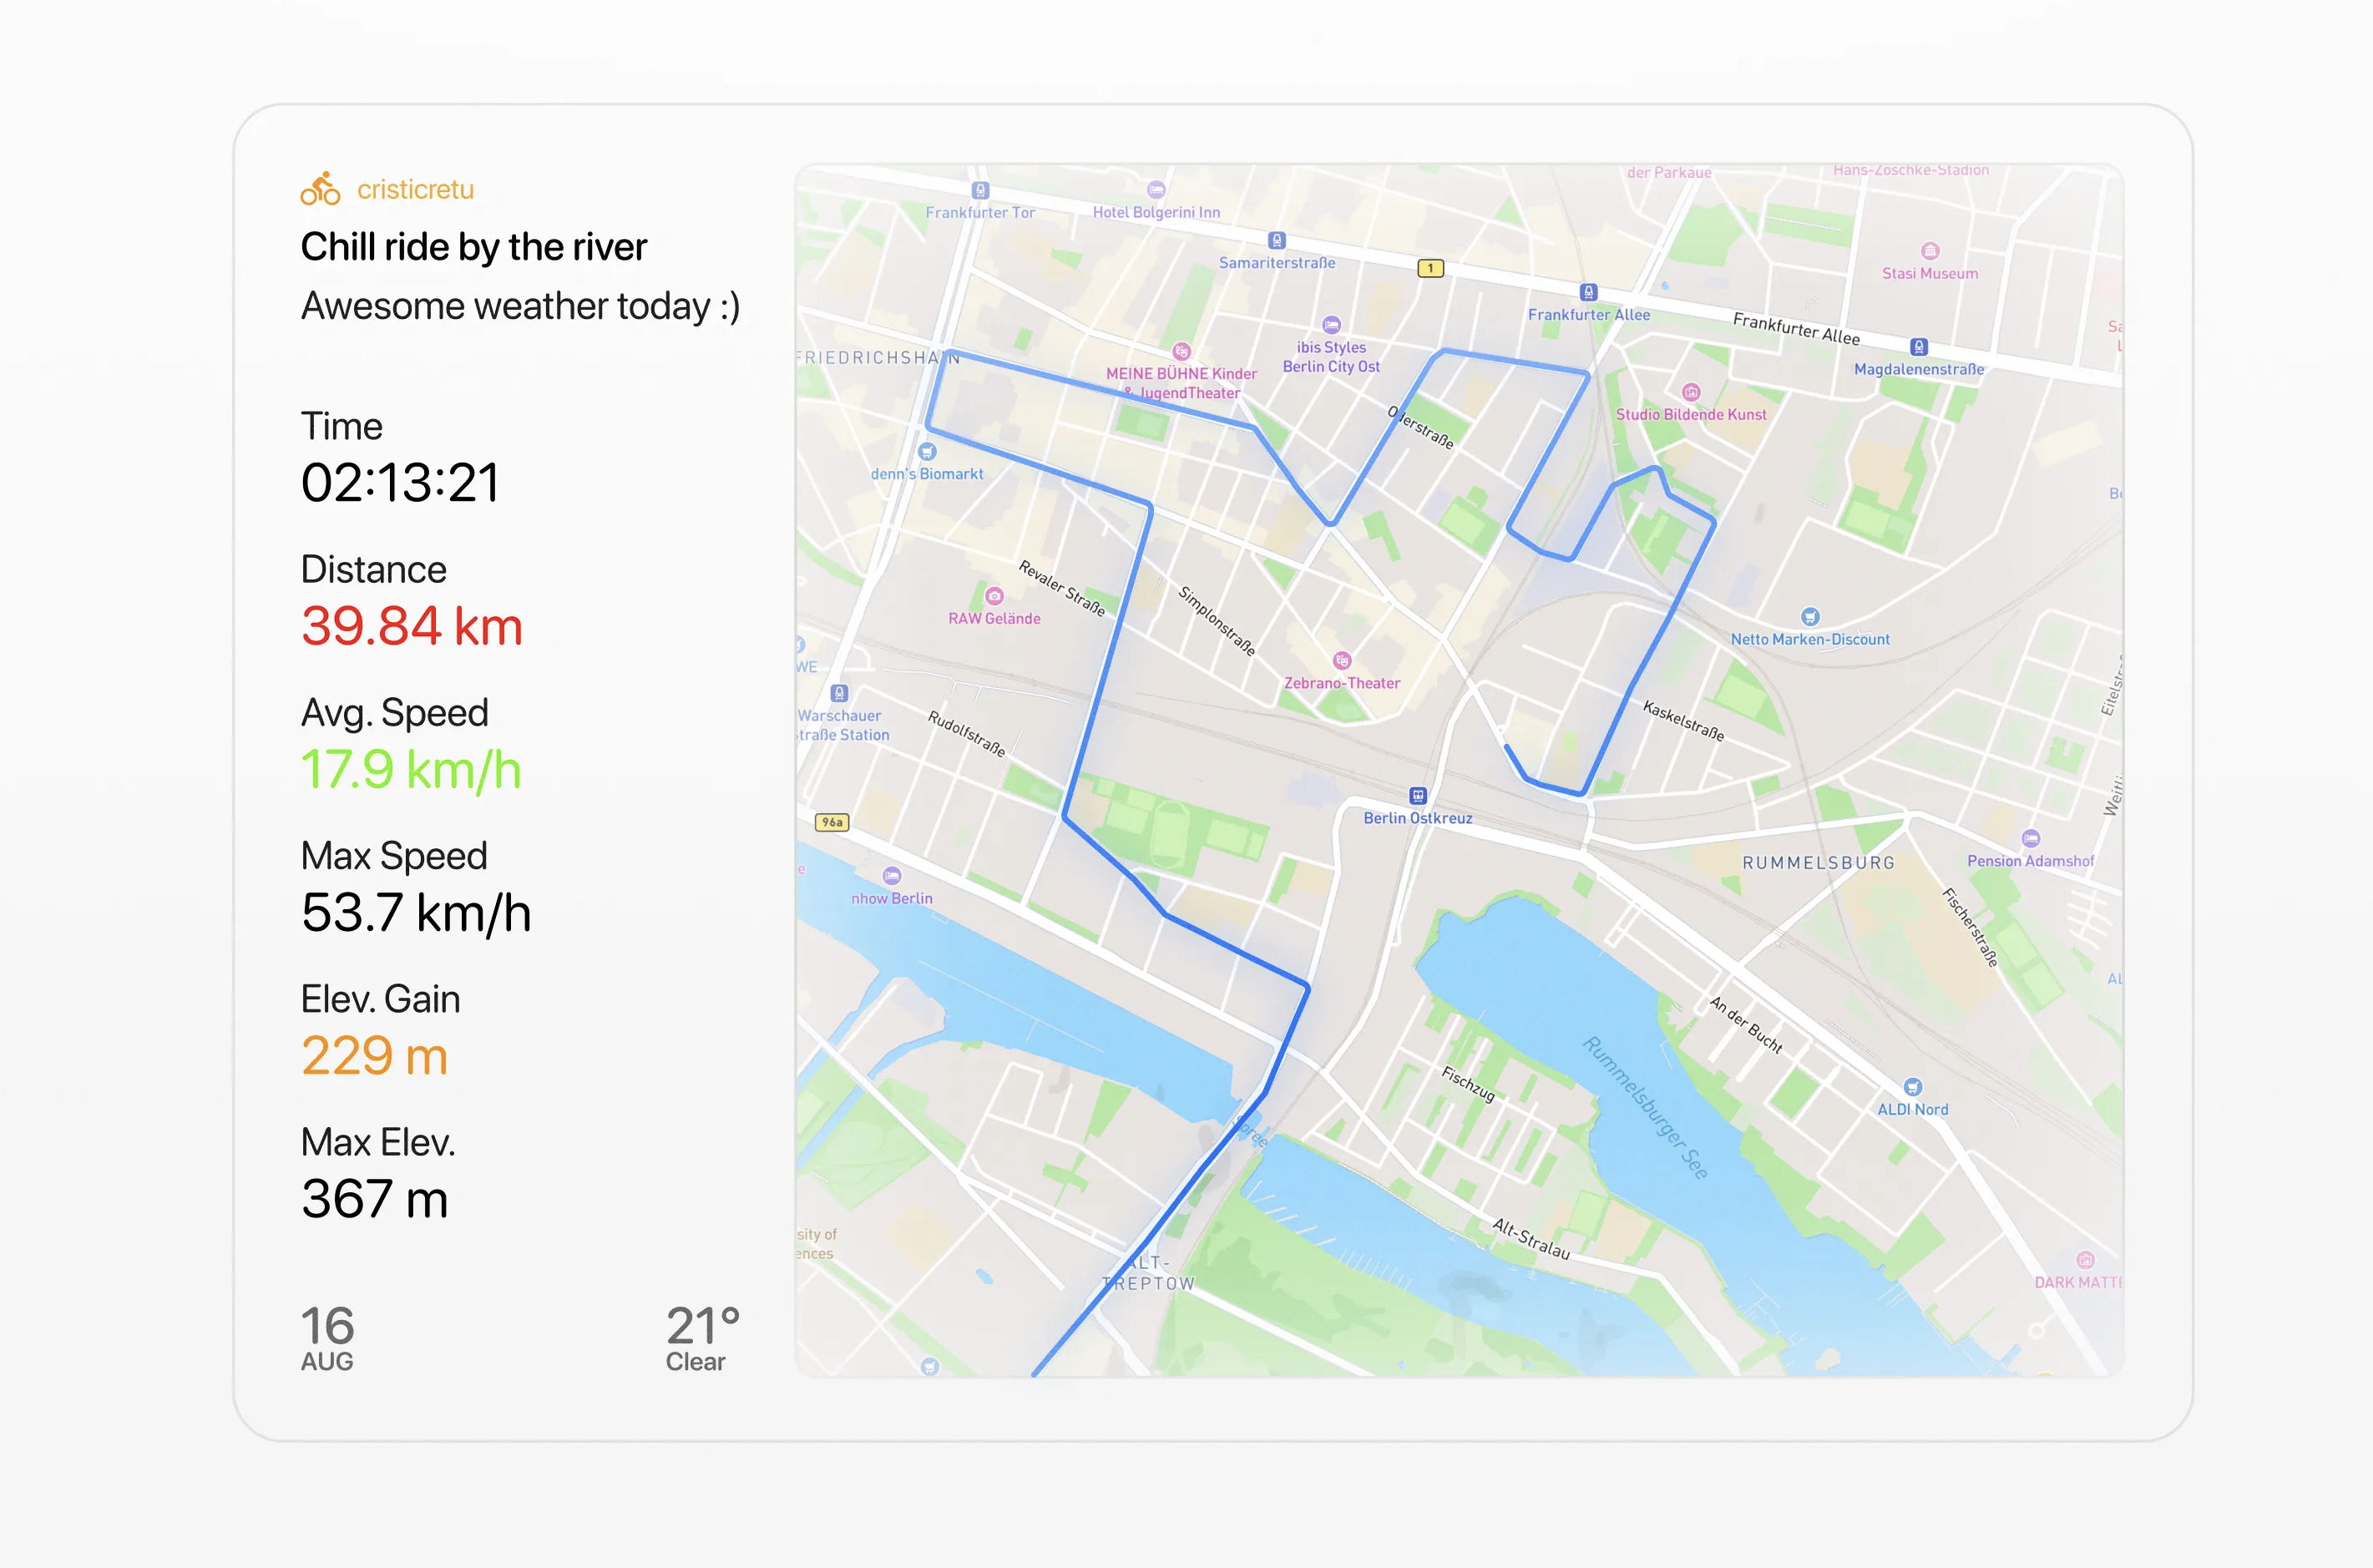 cristicretu
Chill ride by the river
Awesome weather today :)
Time
02:13:21
Distance
39.84 km
Avg. Speed
17.9 km/h
Max Speed
53.7 km/h
Elev. Gain
229 m
Max Elev.
367 m
16
AUG
21°
Clear
der Parkaue
Hans-Zoschke-Stadion
Frankfurter Tor
Hotel Bolgerini Inn
Samariterstraße
1
Stasi Museum
Frankfurter Allee
Frankfurter Allee
Magdalenenstraße
FRIEDRICHSHAIN
ibis Styles
Berlin City Ost
MEINE BÜHNE Kinder
& JugendTheater
Oderstraße
Studio Bildende Kunst
denn's Biomarkt
Revaler Straße
RAW Gelände
Simplonstraße
Netto Marken-Discount
WE
Zebrano-Theater
Kaskelstraße
Warschauer
traße Station
Rudolfstraße
96a
Berlin Ostkreuz
RUMMELSBURG
Pension Adamshof
nhow Berlin
Fischerstraße
An der Bucht
Rummelsburger See
Fischzug
ALDI Nord
Spree
Alt-Stralau
sity of
ences
ALT-
TREPTOW
DARK MATTE